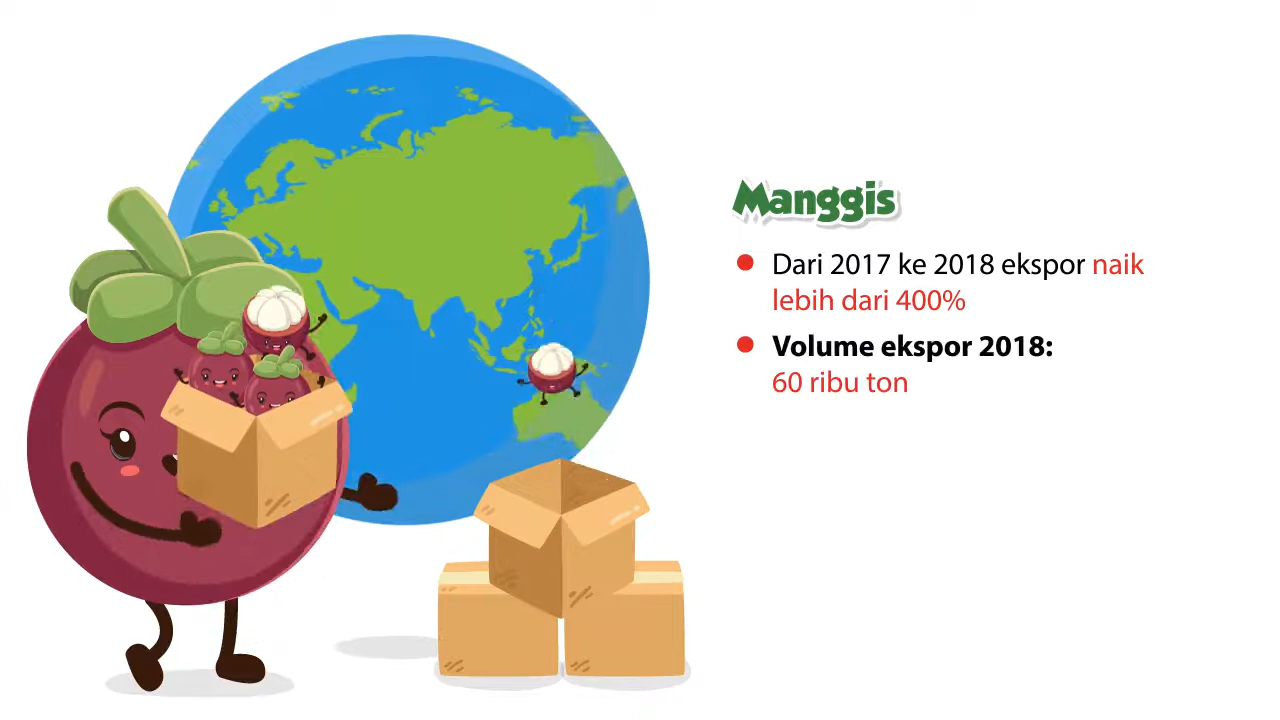 Manggis
Dari 2017 ke 2018 ekspor naik
lebih dari 400%
Volume ekspor 2018:
60 ribu ton